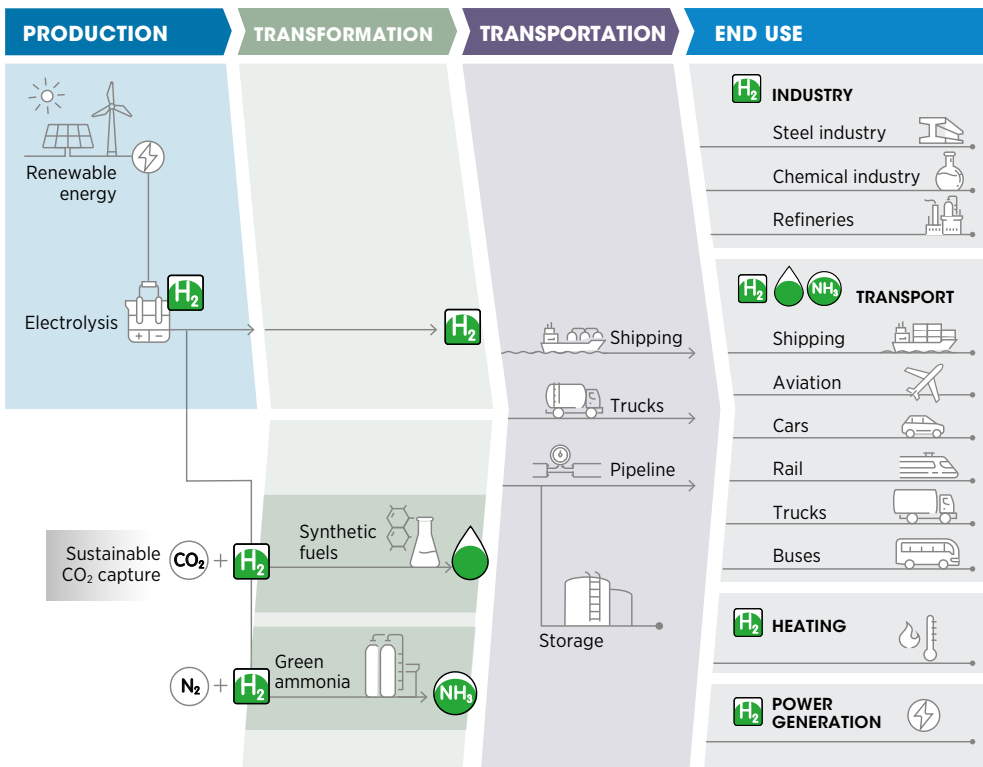 PRODUCTION
TRANSFORMATION
TRANSPORTATION
END USE
Renewable
energy
H₂
Electrolysis
+ −
H₂
Sustainable
CO₂ capture
CO₂ + H₂
Synthetic
fuels
N₂ + H₂
Green
ammonia
NH₃
Shipping
Trucks
Pipeline
Storage
H₂ INDUSTRY
Steel industry
Chemical industry
Refineries
H₂ NH₃ TRANSPORT
Shipping
Aviation
Cars
Rail
Trucks
Buses
H₂ HEATING
H₂ POWER
GENERATION